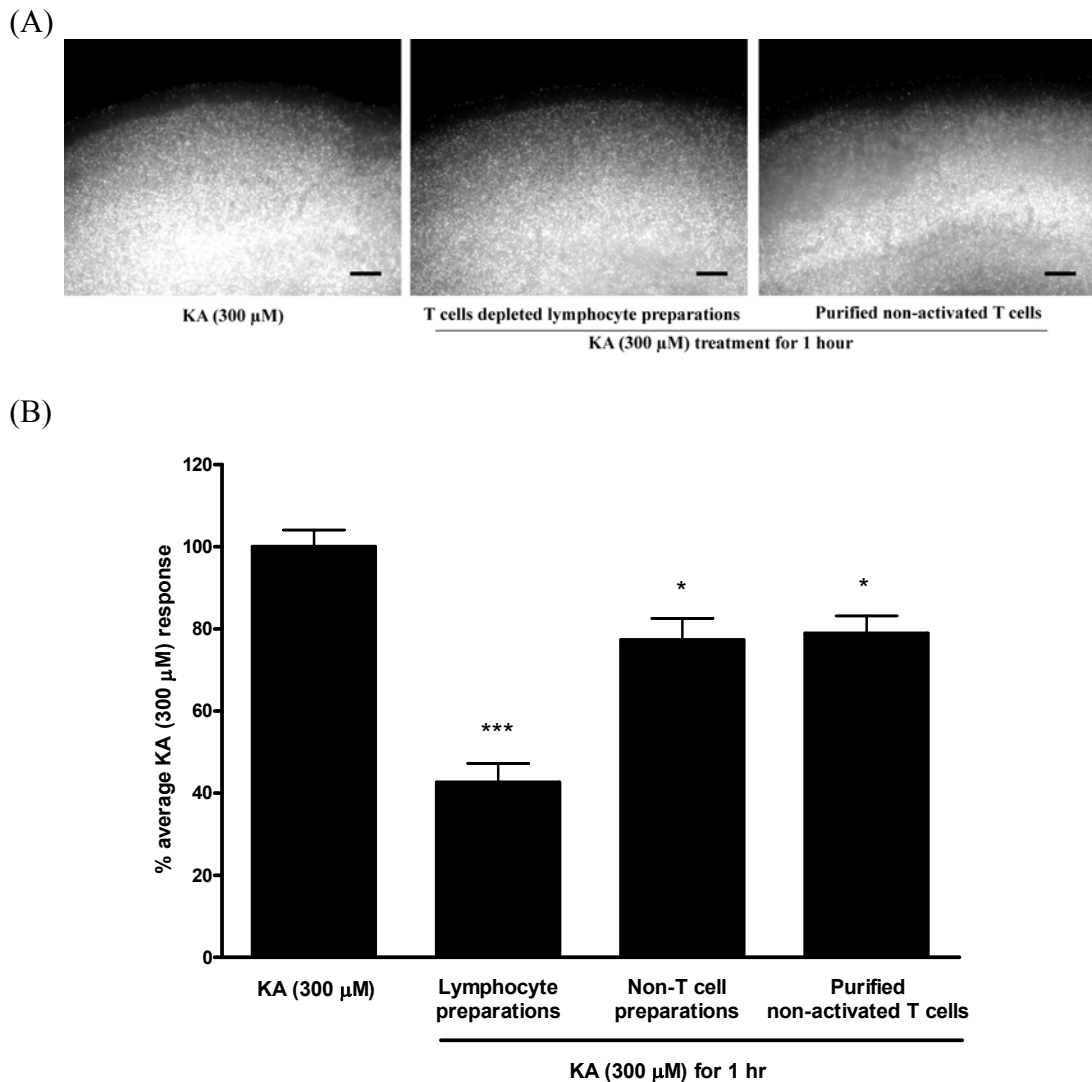 (A)
KA (300 µM)
T cells depleted lymphocyte preparations
Purified non-activated T cells
KA (300 µM) treatment for 1 hour
(B)
% average KA (300 µM) response
120
100
80
60
40
20
0
***
*
*
KA (300 µM)
Lymphocyte
preparations
Non-T cell
preparations
Purified
non-activated T cells
KA (300 µM) for 1 hr